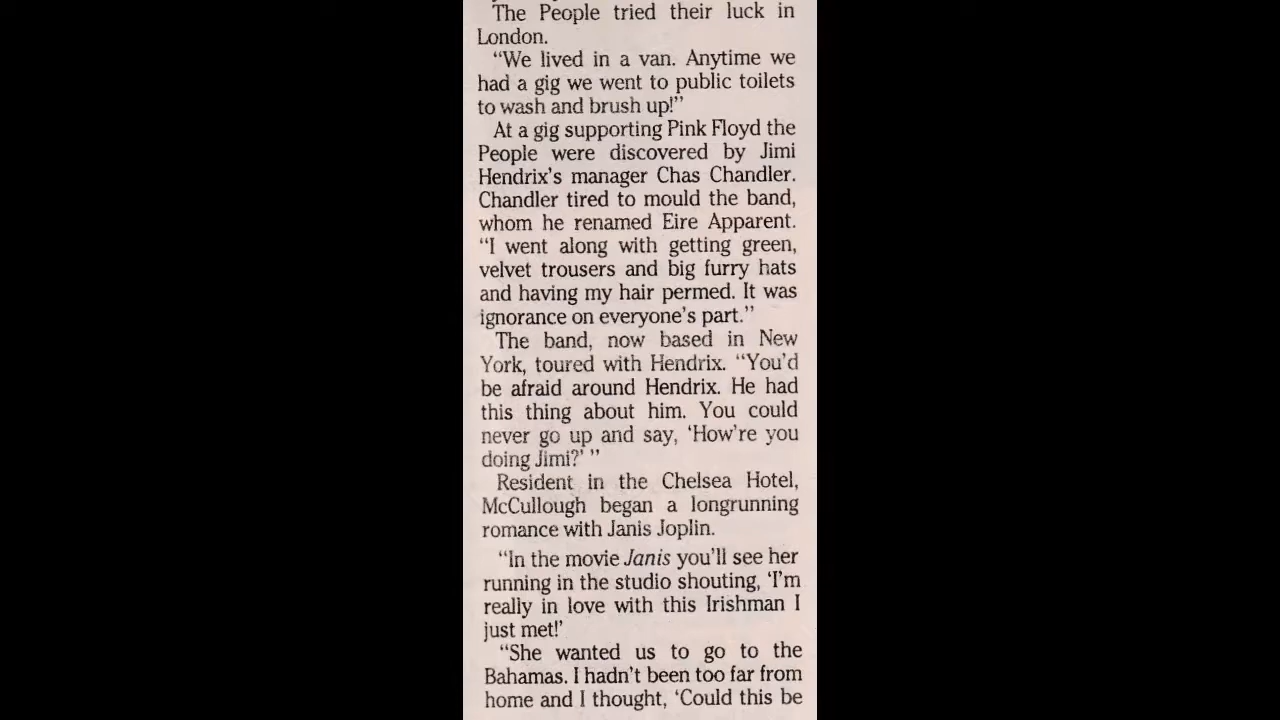 The People tried their luck in
London.
“We lived in a van. Anytime we
had a gig we went to public toilets
to wash and brush up!”
At a gig supporting Pink Floyd the
People were discovered by Jimi
Hendrix's manager Chas Chandler.
Chandler tired to mould the band,
whom he renamed Eire Apparent.
“I went along with getting green,
velvet trousers and big furry hats
and having my hair permed. It was
ignorance on everyone's part.”
The band, now based in New
York, toured with Hendrix. “You'd
be afraid around Hendrix. He had
this thing about him. You could
never go up and say, ‘How're you
doing Jimi?’ ”
Resident in the Chelsea Hotel,
McCullough began a longrunning
romance with Janis Joplin.
“In the movie Janis you'll see her
running in the studio shouting, ‘I'm
really in love with this Irishman I
just met!’
“She wanted us to go to the
Bahamas. I hadn't been too far from
home and I thought, ‘Could this be